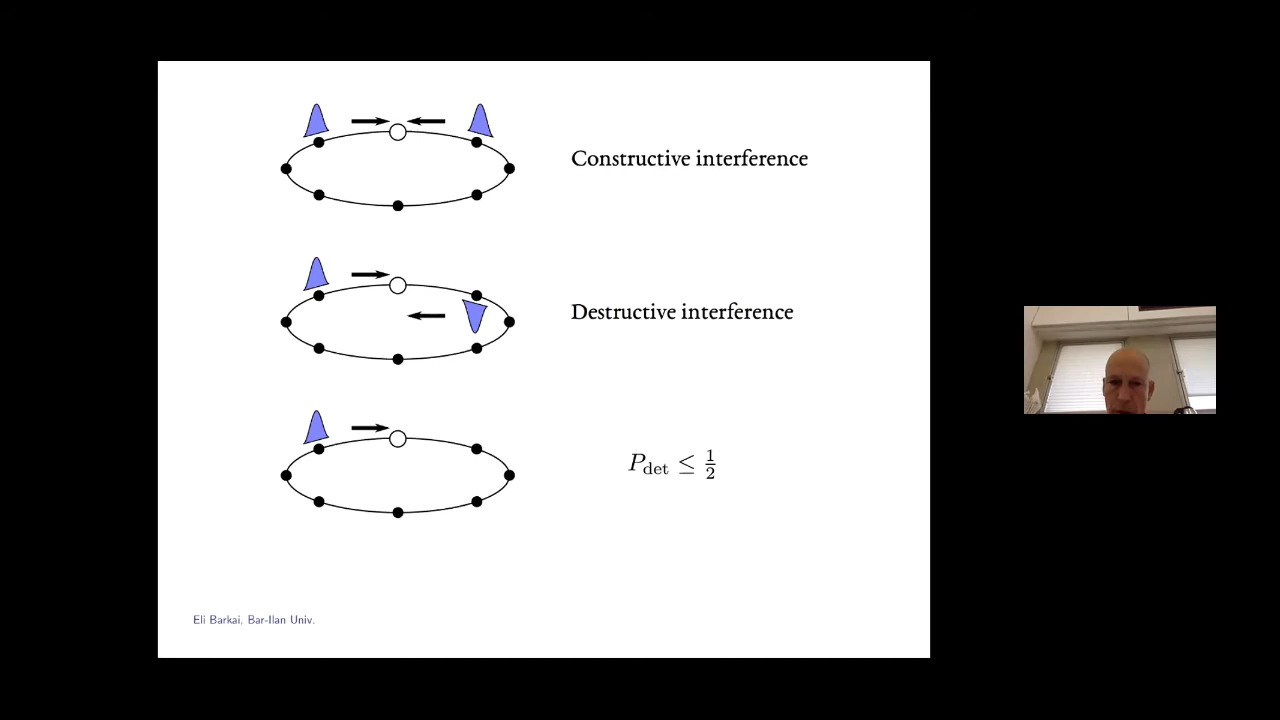 Constructive interference
Destructive interference
P_det ≤ 1/2
Eli Barkai, Bar-Ilan Univ.